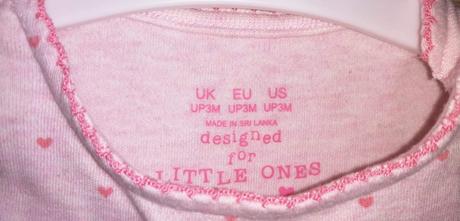 UK EU US
UP3M UP3M UP3M
MADE IN SRI LANKA
designed
for
LITTLE ONES